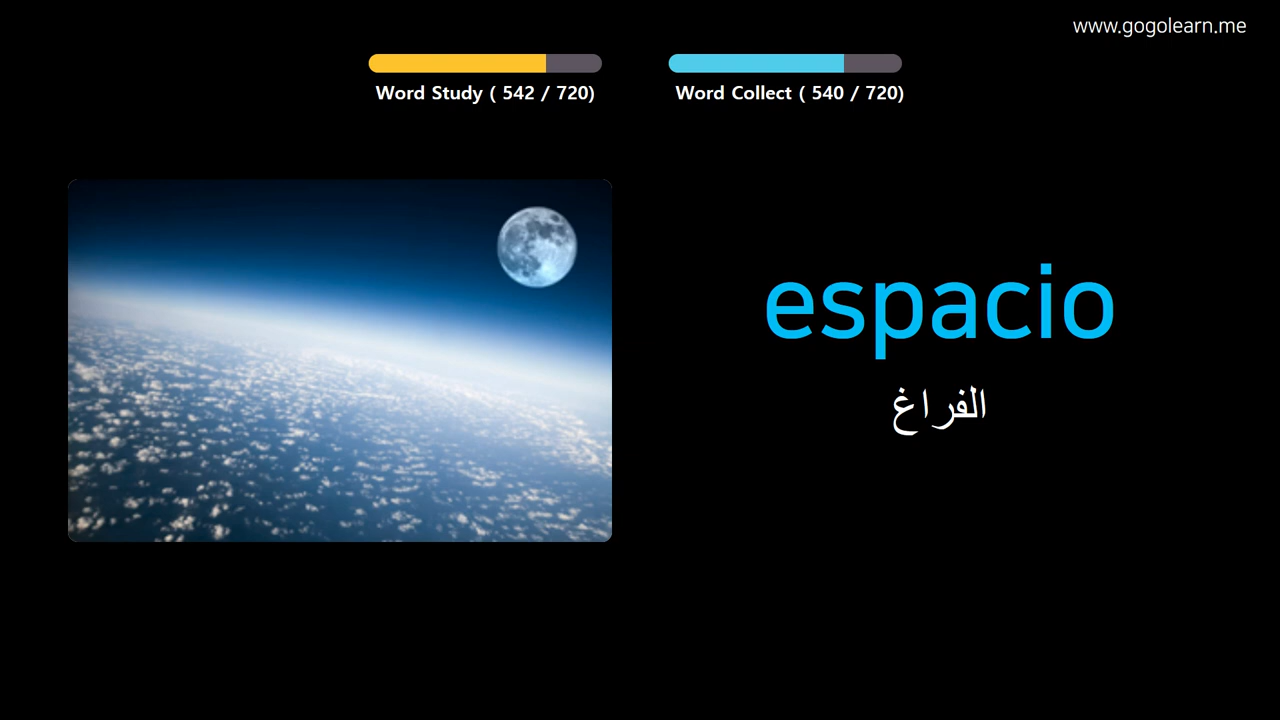 www.gogolearn.me
Word Study ( 542 / 720)
Word Collect ( 540 / 720)
espacio
الفراغ